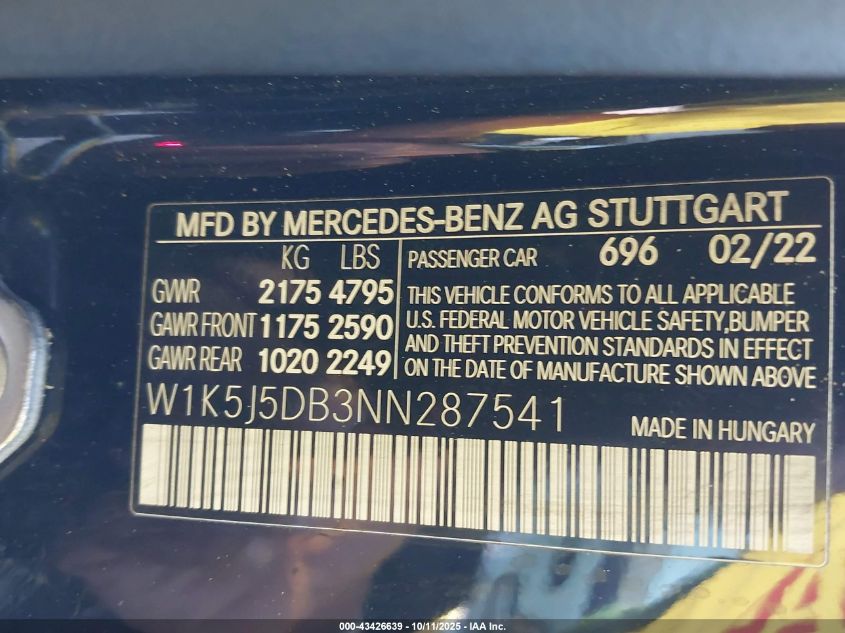 MFD BY MERCEDES-BENZ AG STUTTGART
KG LBS
GVWR 2175 4795
GAWR FRONT 1175 2590
GAWR REAR 1020 2249
PASSENGER CAR 696 02/22
THIS VEHICLE CONFORMS TO ALL APPLICABLE
U.S. FEDERAL MOTOR VEHICLE SAFETY,BUMPER
AND THEFT PREVENTION STANDARDS IN EFFECT
ON THE DATE OF MANUFACTURE SHOWN ABOVE
W1K5J5DB3NN287541
MADE IN HUNGARY
000-43426639 - 10/11/2025 - IAA Inc.